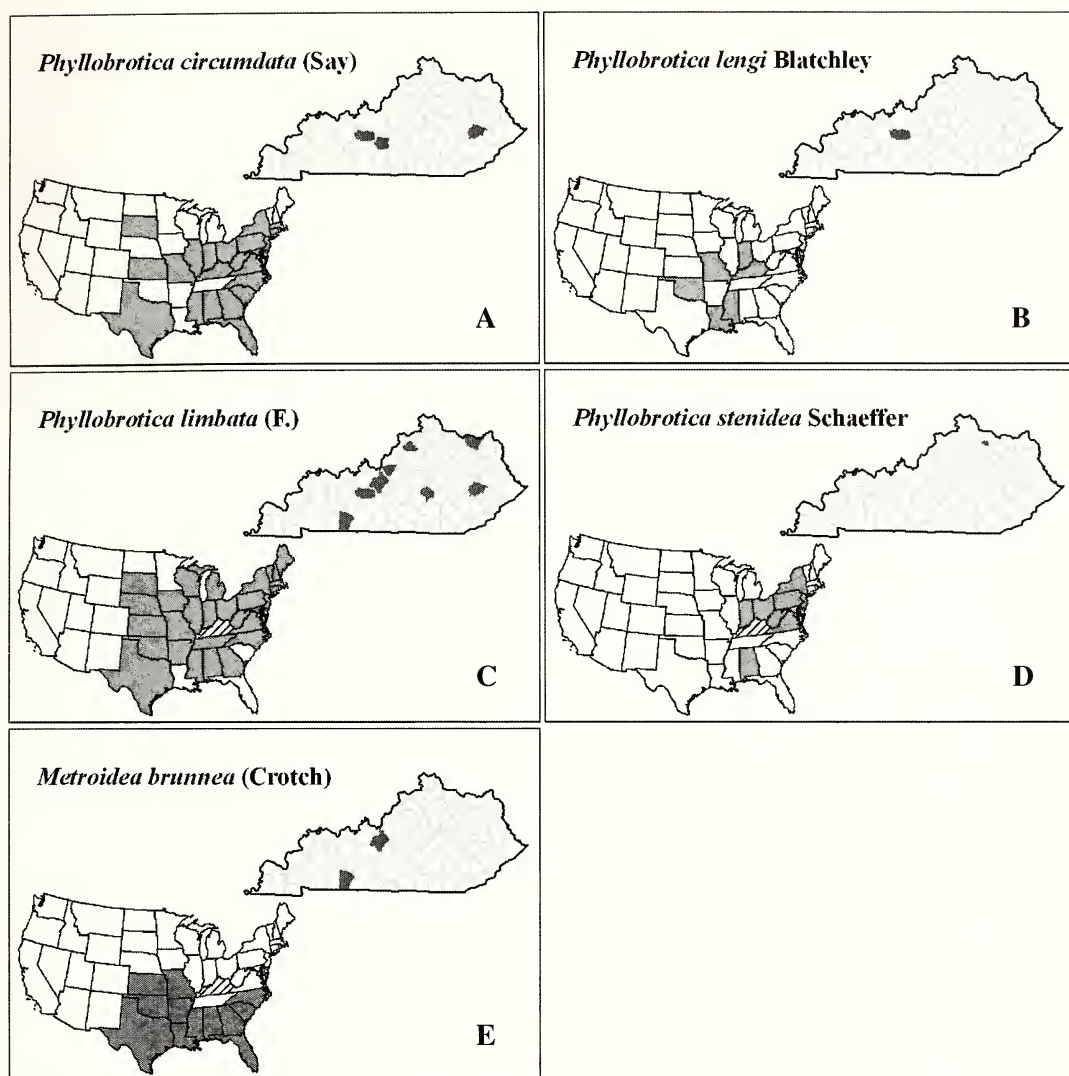 Phyllobrotica circumdata (Say)
A
Phyllobrotica lengi Blatchley
B
Phyllobrotica limbata (F.)
C
Phyllobrotica stenidea Schaeffer
D
Metroidea brunnea (Crotch)
E